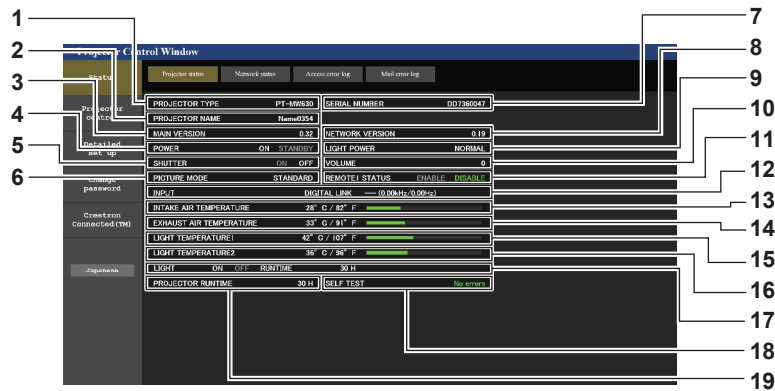 1
2
3
4
5
6
7
8
9
10
11
12
13
14
15
16
17
18
19
Projector Control Window
Status
Projector status
Network status
Access error log
Mail error log
Projector control
Detailed set up
Change password
Crestron Connected(TM)
Japanese
PROJECTOR TYPE PT-MW630 SERIAL NUMBER DD7360047
PROJECTOR NAME Name0354
MAIN VERSION 0.32 NETWORK VERSION 0.19
POWER ON STANDBY LIGHT POWER NORMAL
SHUTTER ON OFF VOLUME 0
PICTURE MODE STANDARD REMOTE1 STATUS ENABLE DISABLE
INPUT DIGITAL LINK — (0.00kHz/0.00Hz)
INTAKE AIR TEMPERATURE 28° C / 82° F
EXHAUST AIR TEMPERATURE 33° C / 91° F
LIGHT TEMPERATURE1 42° C / 107° F
LIGHT TEMPERATURE2 36° C / 96° F
LIGHT ON OFF RUNTIME 30 H
PROJECTOR RUNTIME 30 H SELF TEST No errors